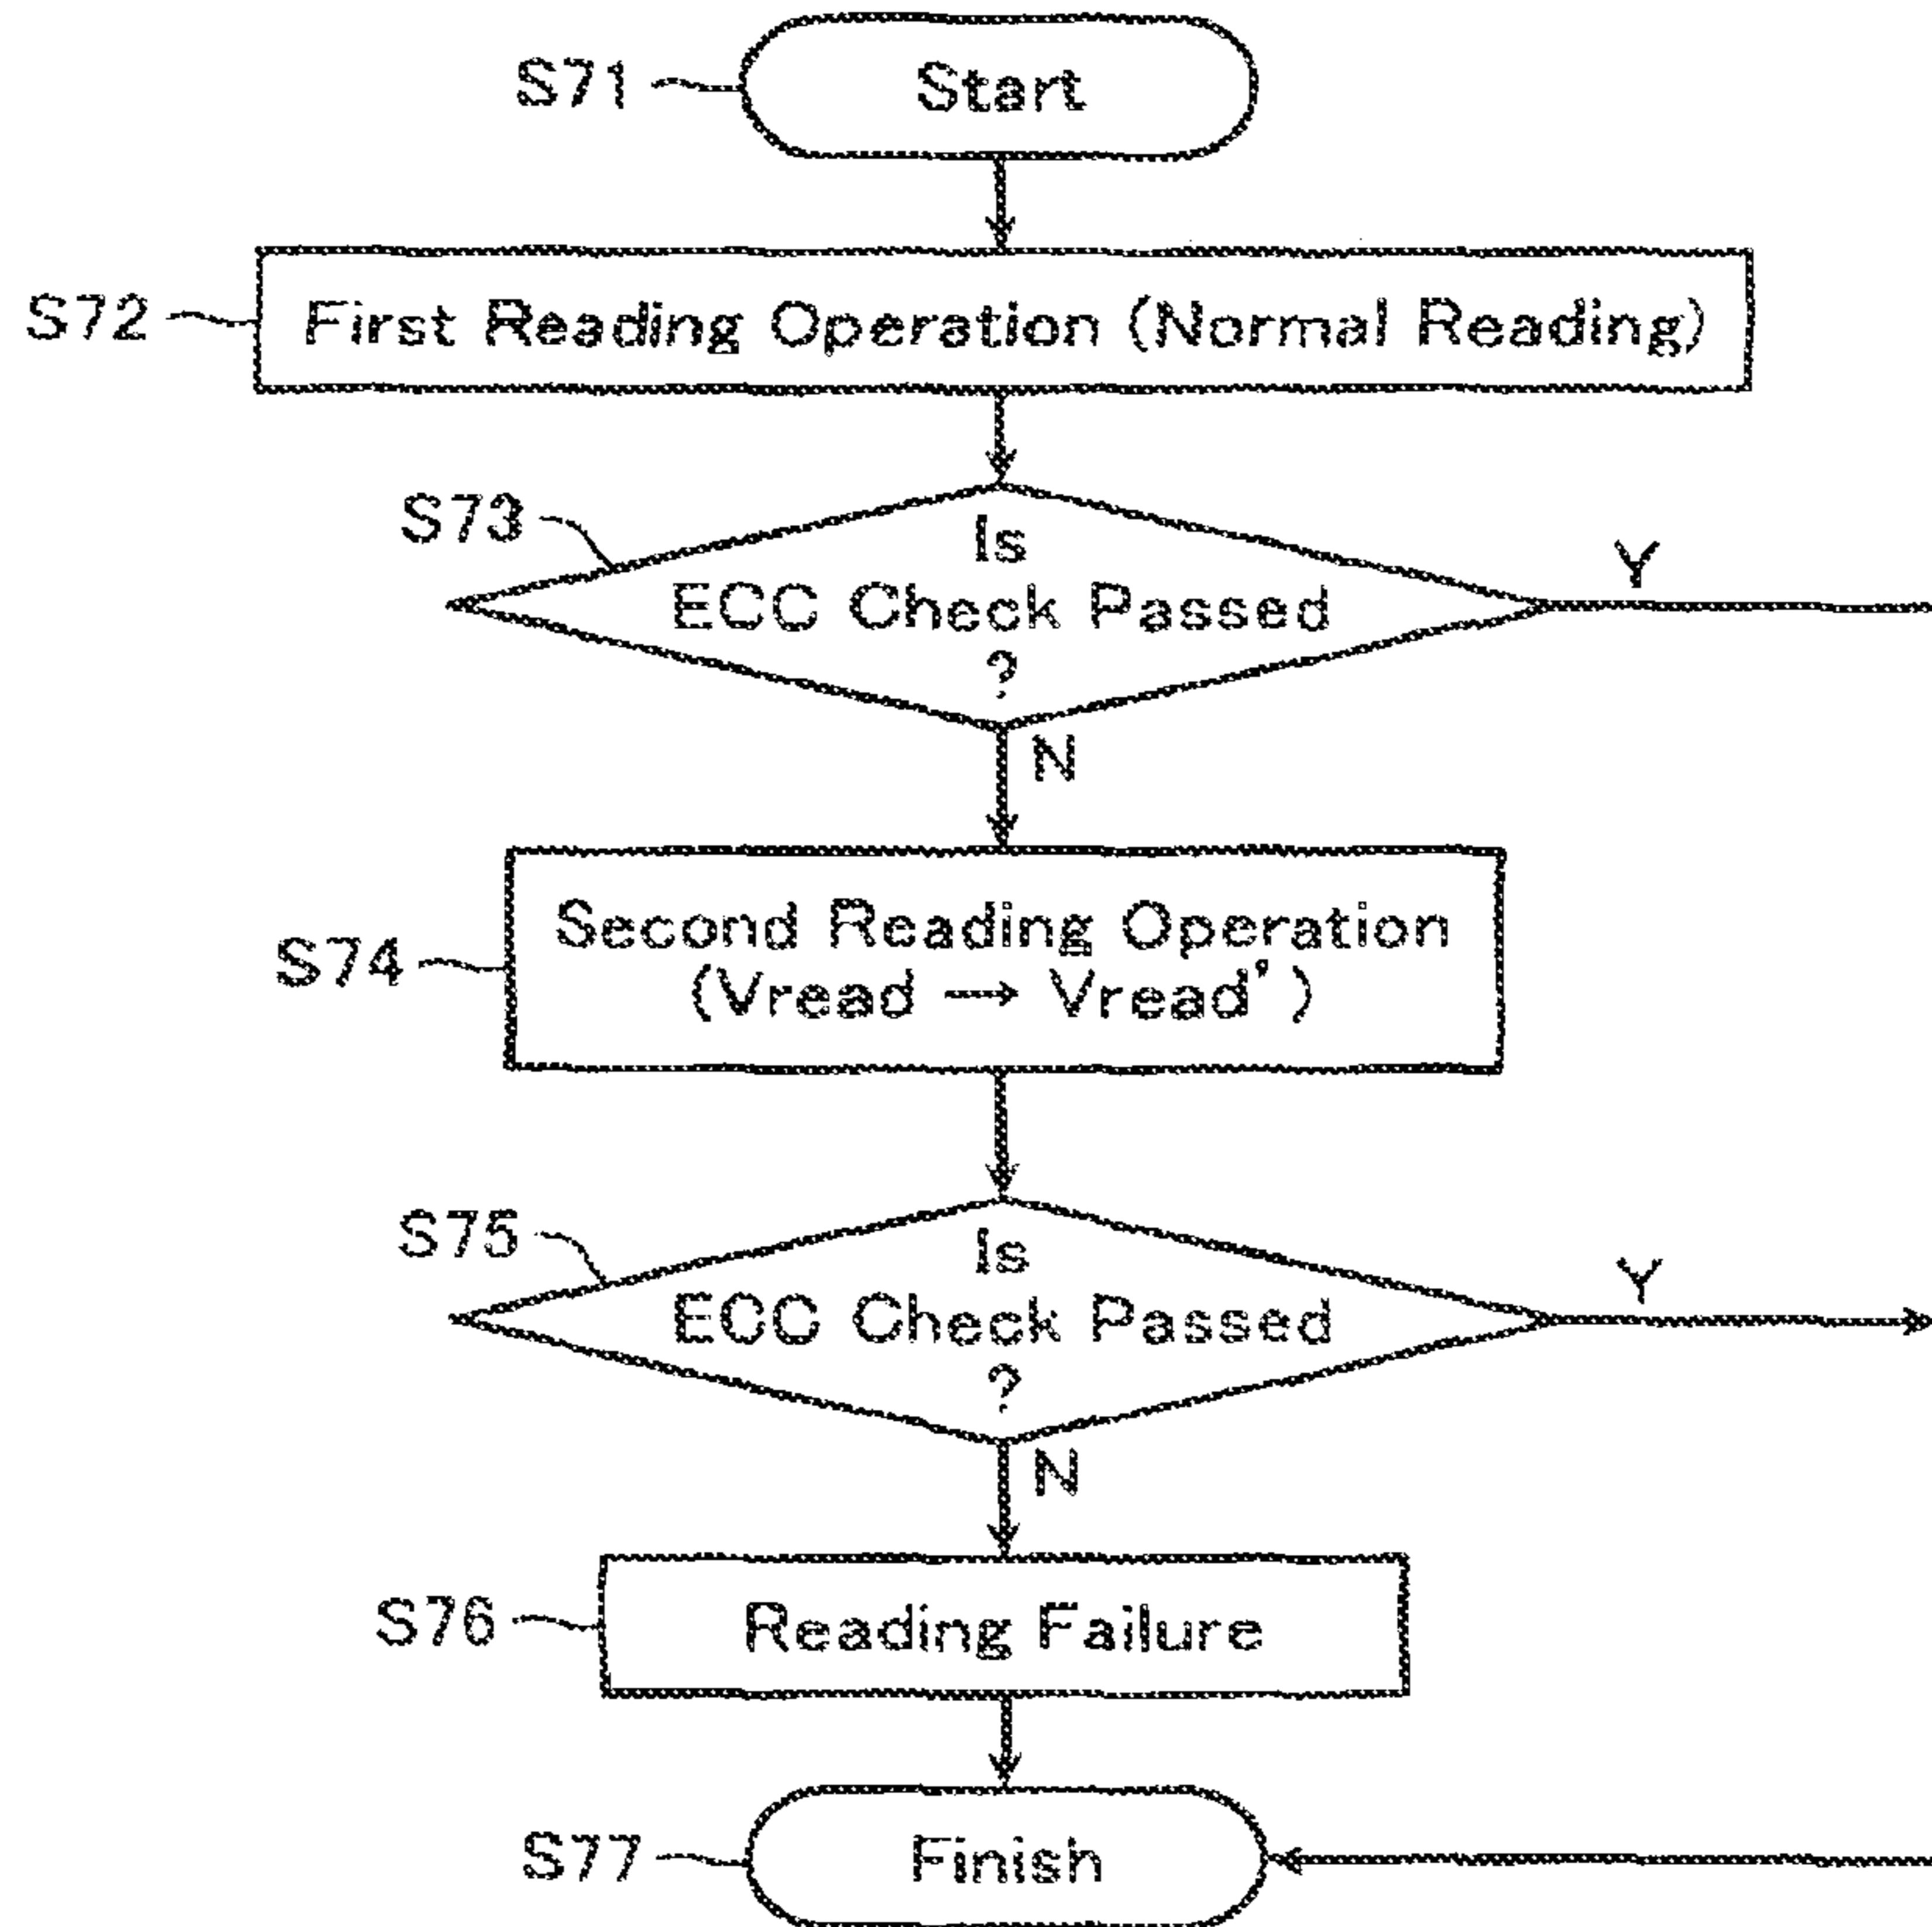 S71
Start
S72
First Reading Operation (Normal Reading)
S73
Is
ECC Check Passed
?
Y
N
S74
Second Reading Operation
(Vread → Vread')
S75
Is
ECC Check Passed
?
Y
N
S76
Reading Failure
S77
Finish